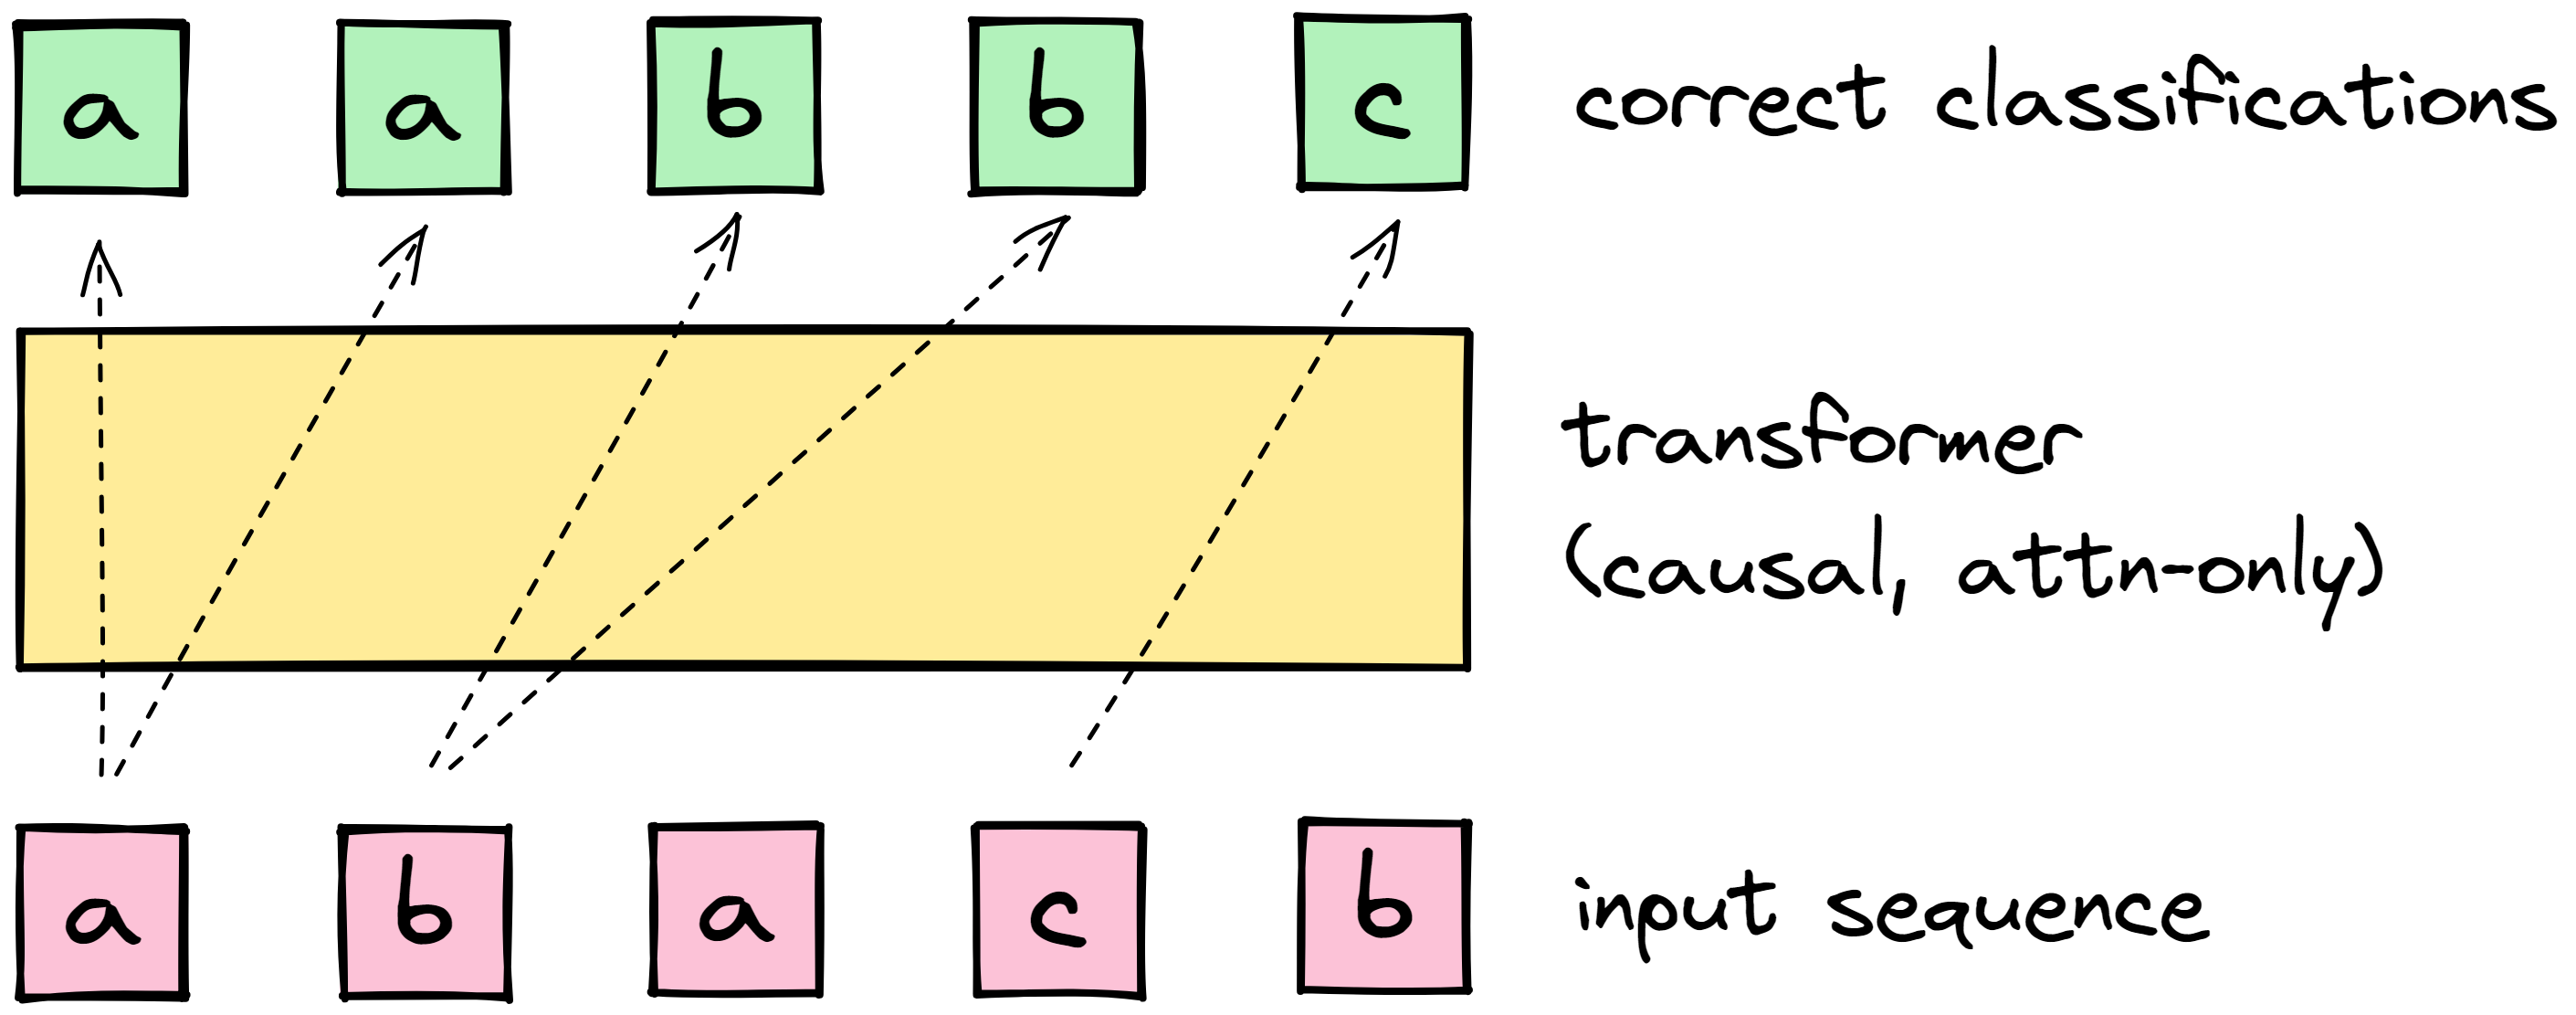 a a b b c correct classifications
transformer
(causal, attn-only)
a b a c b input sequence